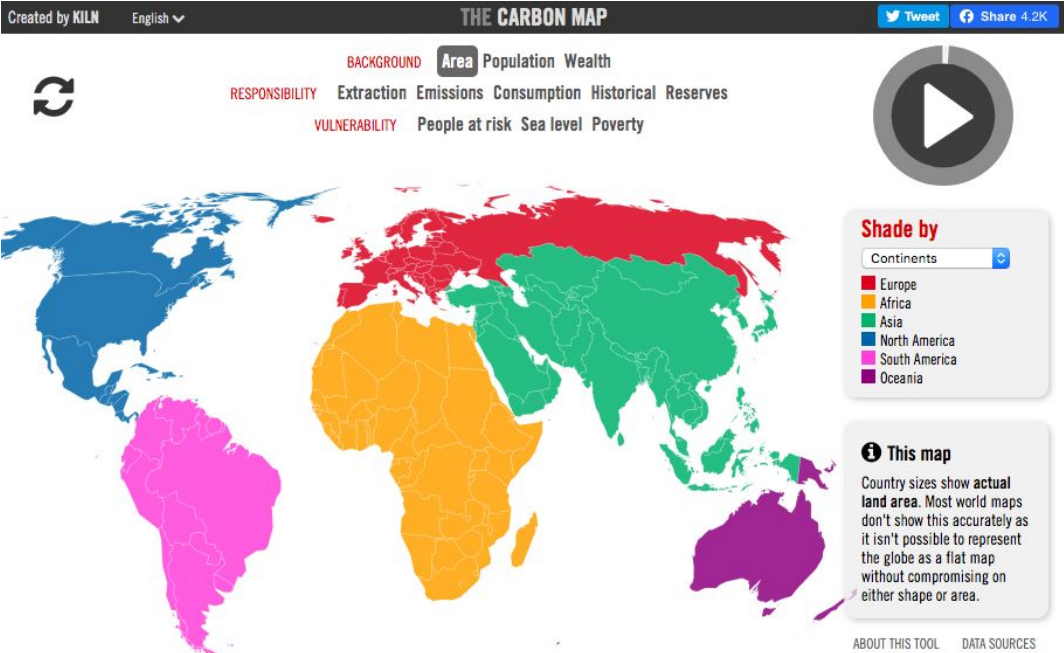 Created by KILN English THE CARBON MAP Tweet Share 4.2K
BACKGROUND Area Population Wealth
RESPONSIBILITY Extraction Emissions Consumption Historical Reserves
VULNERABILITY People at risk Sea level Poverty
Shade by
Continents
Europe
Africa
Asia
North America
South America
Oceania
This map
Country sizes show actual
land area. Most world maps
don't show this accurately as
it isn't possible to represent
the globe as a flat map
without compromising on
either shape or area.
ABOUT THIS TOOL DATA SOURCES